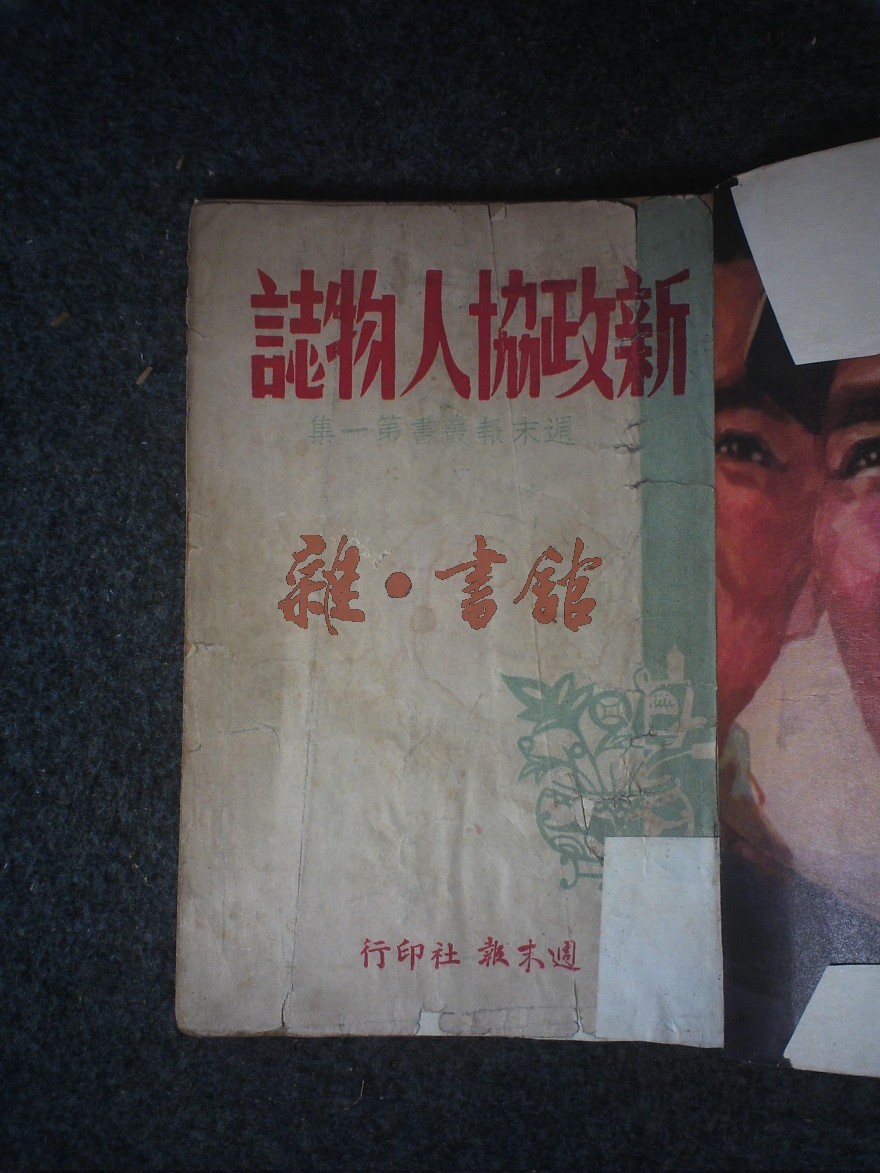 新政協人物誌
週末報叢書第一集
雜·書館
週末報社印行